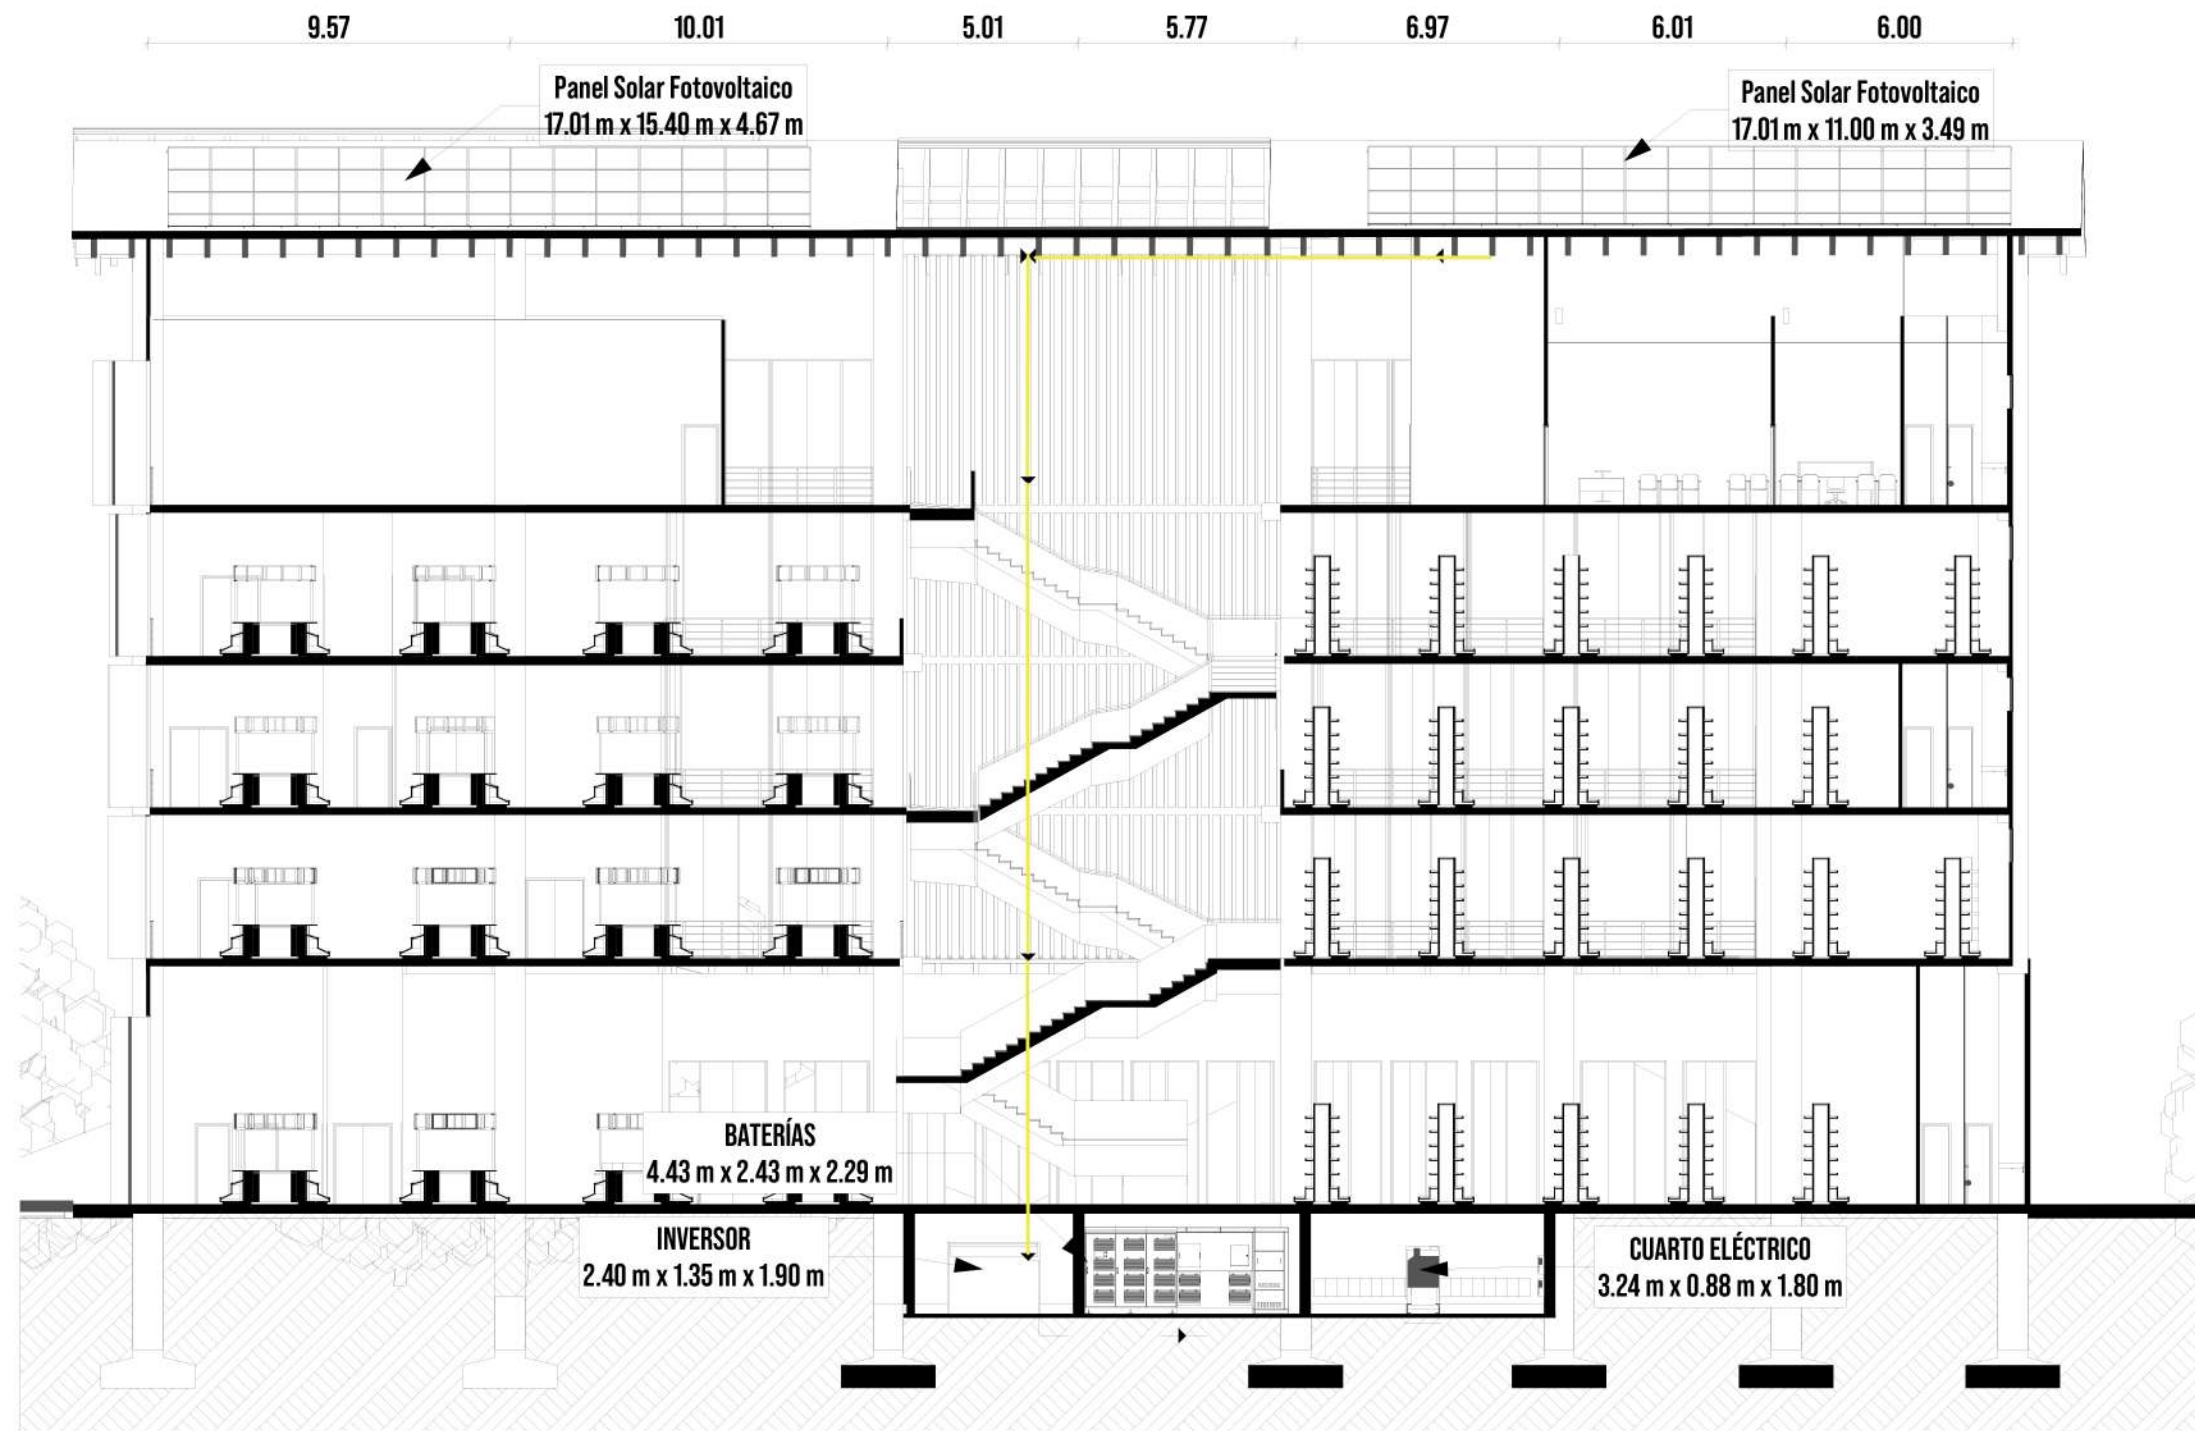 9.57 10.01 5.01 5.77 6.97 6.01 6.00
Panel Solar Fotovoltaico
17.01 m x 15.40 m x 4.67 m
Panel Solar Fotovoltaico
17.01 m x 11.00 m x 3.49 m
BATERÍAS
4.43 m x 2.43 m x 2.29 m
INVERSOR
2.40 m x 1.35 m x 1.90 m
CUARTO ELÉCTRICO
3.24 m x 0.88 m x 1.80 m